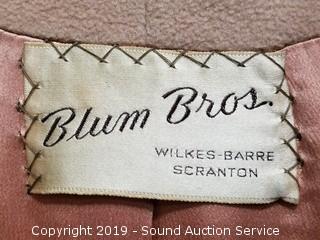 Blum Bros.
WILKES-BARRE
SCRANTON
Copyright 2019 - Sound Auction Service